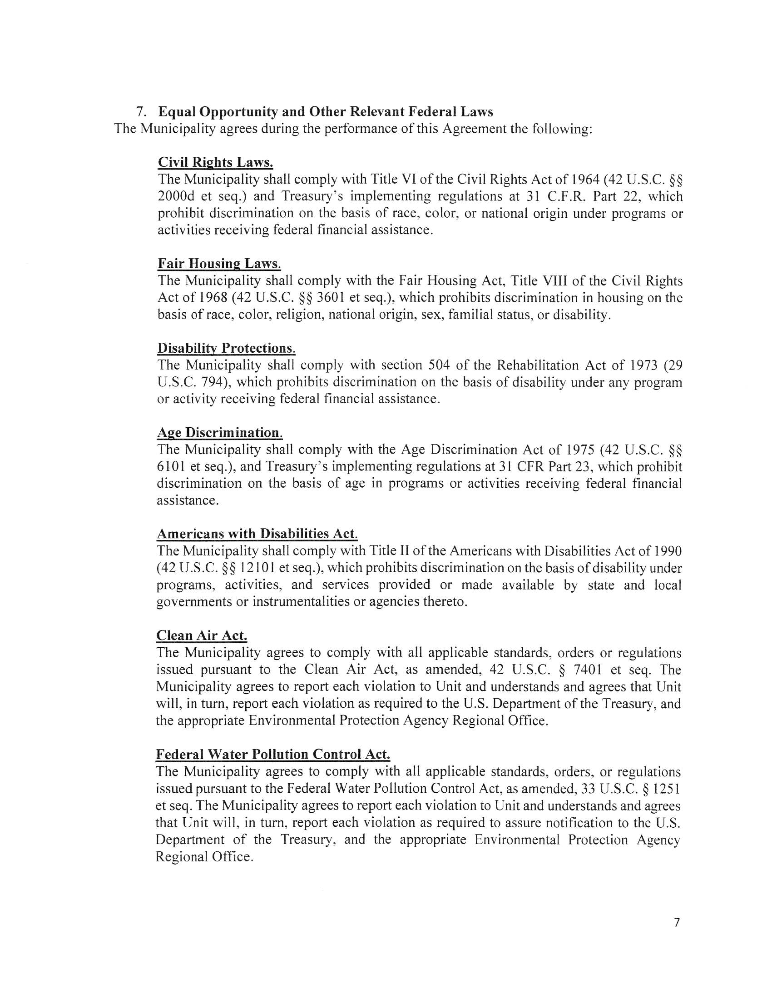 7. Equal Opportunity and Other Relevant Federal Laws
The Municipality agrees during the performance of this Agreement the following:
Civil Rights Laws.
The Municipality shall comply with Title VI of the Civil Rights Act of 1964 (42 U.S.C. §§
2000d et seq.) and Treasury's implementing regulations at 31 C.F.R. Part 22, which
prohibit discrimination on the basis of race, color, or national origin under programs or
activities receiving federal financial assistance.
Fair Housing Laws.
The Municipality shall comply with the Fair Housing Act, Title VIII of the Civil Rights
Act of 1968 (42 U.S.C. §§ 3601 et seq.), which prohibits discrimination in housing on the
basis of race, color, religion, national origin, sex, familial status, or disability.
Disability Protections.
The Municipality shall comply with section 504 of the Rehabilitation Act of 1973 (29
U.S.C. 794), which prohibits discrimination on the basis of disability under any program
or activity receiving federal financial assistance.
Age Discrimination.
The Municipality shall comply with the Age Discrimination Act of 1975 (42 U.S.C. §§
6101 et seq.), and Treasury's implementing regulations at 31 CFR Part 23, which prohibit
discrimination on the basis of age in programs or activities receiving federal financial
assistance.
Americans with Disabilities Act.
The Municipality shall comply with Title II of the Americans with Disabilities Act of 1990
(42 U.S.C. §§ 12101 et seq.), which prohibits discrimination on the basis of disability under
programs, activities, and services provided or made available by state and local
governments or instrumentalities or agencies thereto.
Clean Air Act.
The Municipality agrees to comply with all applicable standards, orders or regulations
issued pursuant to the Clean Air Act, as amended, 42 U.S.C. § 7401 et seq. The
Municipality agrees to report each violation to Unit and understands and agrees that Unit
will, in turn, report each violation as required to the U.S. Department of the Treasury, and
the appropriate Environmental Protection Agency Regional Office.
Federal Water Pollution Control Act.
The Municipality agrees to comply with all applicable standards, orders, or regulations
issued pursuant to the Federal Water Pollution Control Act, as amended, 33 U.S.C. § 1251
et seq. The Municipality agrees to report each violation to Unit and understands and agrees
that Unit will, in turn, report each violation as required to assure notification to the U.S.
Department of the Treasury, and the appropriate Environmental Protection Agency
Regional Office.
7